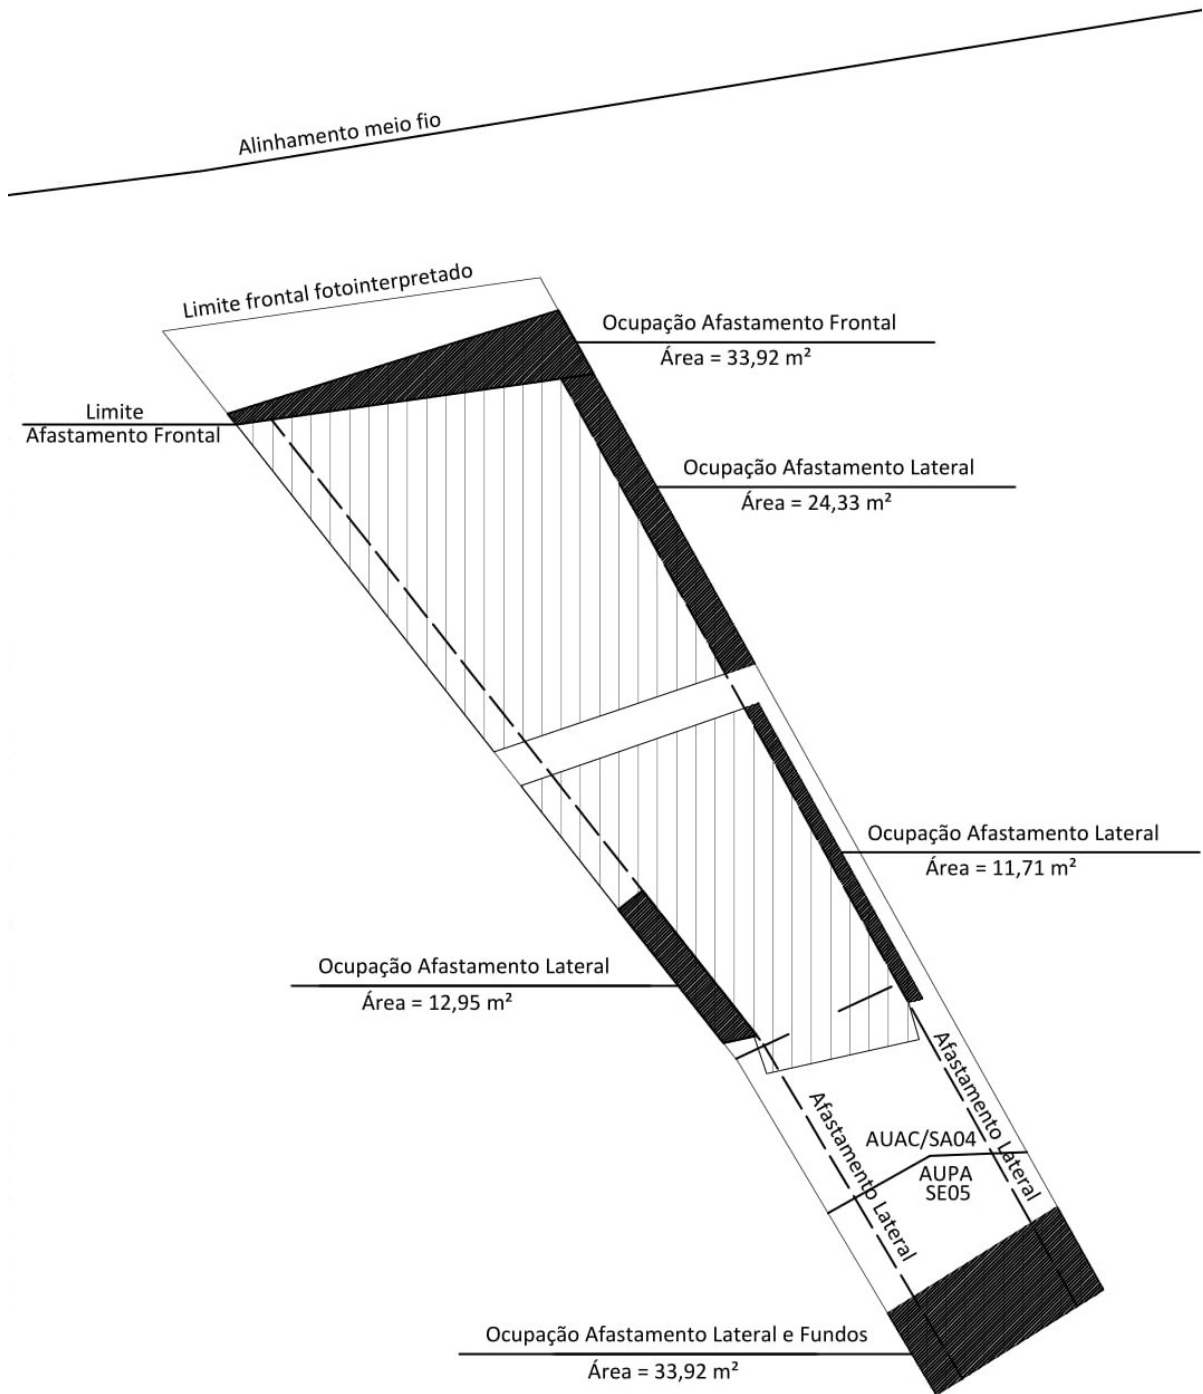 Alinhamento meio fio
Limite frontal fotointerpretado
Ocupação Afastamento Frontal
Área = 33,92 m²
Limite
Afastamento Frontal
Ocupação Afastamento Lateral
Área = 24,33 m²
Ocupação Afastamento Lateral
Área = 11,71 m²
Ocupação Afastamento Lateral
Área = 12,95 m²
Afastamento Lateral
Afastamento Lateral
AUAC/SA04
AUPA
SE05
Ocupação Afastamento Lateral e Fundos
Área = 33,92 m²